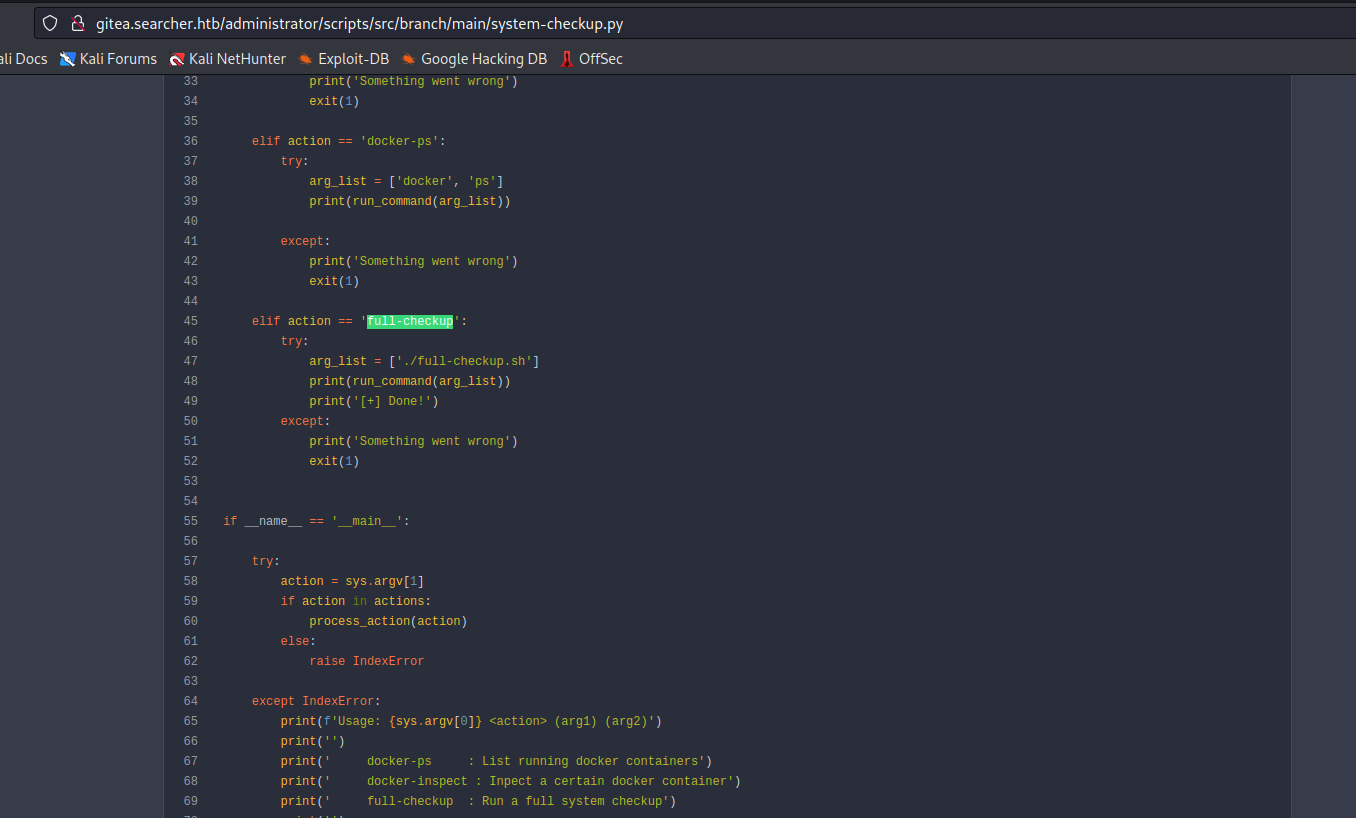 gitea.searcher.htb/administrator/scripts/src/branch/main/system-checkup.py
ali Docs Kali Forums Kali NetHunter Exploit-DB Google Hacking DB OffSec
33 print('Something went wrong')
34 exit(1)
35
36 elif action == 'docker-ps':
37 try:
38 arg_list = ['docker', 'ps']
39 print(run_command(arg_list))
40
41 except:
42 print('Something went wrong')
43 exit(1)
44
45 elif action == 'full-checkup':
46 try:
47 arg_list = ['./full-checkup.sh']
48 print(run_command(arg_list))
49 print('[+] Done!')
50 except:
51 print('Something went wrong')
52 exit(1)
53
54
55 if __name__ == '__main__':
56
57 try:
58 action = sys.argv[1]
59 if action in actions:
60 process_action(action)
61 else:
62 raise IndexError
63
64 except IndexError:
65 print(f'Usage: {sys.argv[0]} <action> (arg1) (arg2)')
66 print('')
67 print('     docker-ps     : List running docker containers')
68 print('     docker-inspect : Inpect a certain docker container')
69 print('     full-checkup  : Run a full system checkup')
70 print('')